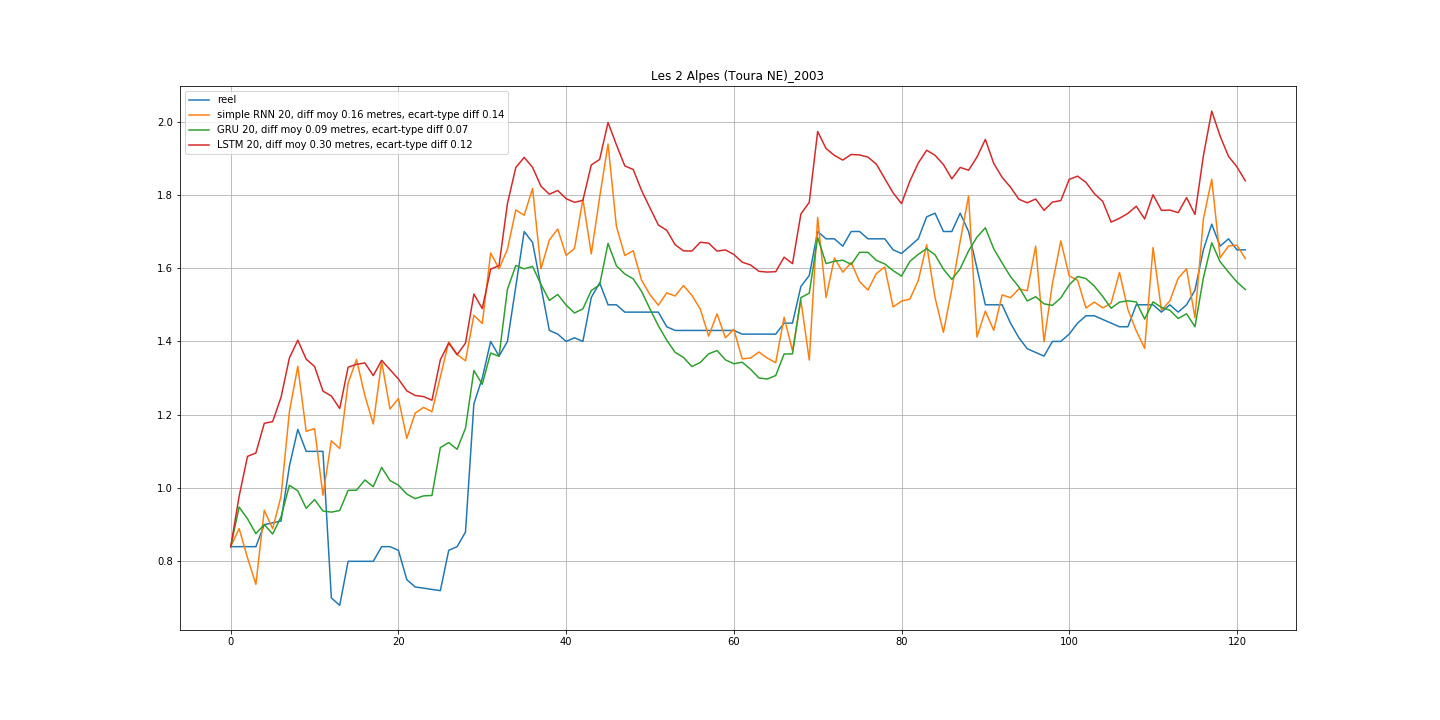 Les 2 Alpes (Toura NE)_2003
reel
simple RNN 20, diff moy 0.16 metres, ecart-type diff 0.14
GRU 20, diff moy 0.09 metres, ecart-type diff 0.07
LSTM 20, diff moy 0.30 metres, ecart-type diff 0.12
2.0
1.8
1.6
1.4
1.2
1.0
0.8
0 20 40 60 80 100 120